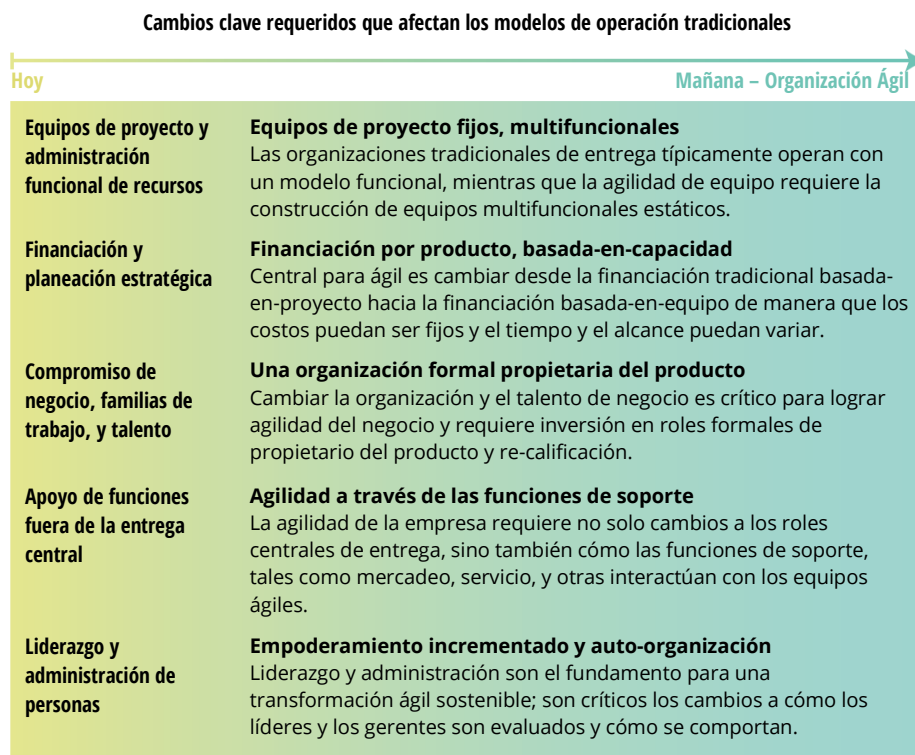 Cambios clave requeridos que afectan los modelos de operación tradicionales
Hoy
Mañana – Organización Ágil
Equipos de proyecto y
administración
funcional de recursos
Equipos de proyecto fijos, multifuncionales
Las organizaciones tradicionales de entrega típicamente operan con
un modelo funcional, mientras que la agilidad de equipo requiere la
construcción de equipos multifuncionales estáticos.
Financiación y
planeación estratégica
Financiación por producto, basada-en-capacidad
Central para ágil es cambiar desde la financiación tradicional basada-
en-proyecto hacia la financiación basada-en-equipo de manera que los
costos puedan ser fijos y el tiempo y el alcance puedan variar.
Compromiso de
negocio, familias de
trabajo, y talento
Una organización formal propietaria del producto
Cambiar la organización y el talento de negocio es crítico para lograr
agilidad del negocio y requiere inversión en roles formales de
propietario del producto y re-calificación.
Apoyo de funciones
fuera de la entrega
central
Agilidad a través de las funciones de soporte
La agilidad de la empresa requiere no solo cambios a los roles
centrales de entrega, sino también cómo las funciones de soporte,
tales como mercadeo, servicio, y otras interactúan con los equipos
ágiles.
Liderazgo y
administración de
personas
Empoderamiento incrementado y auto-organización
Liderazgo y administración son el fundamento para una
transformación ágil sostenible; son críticos los cambios a cómo los
líderes y los gerentes son evaluados y cómo se comportan.